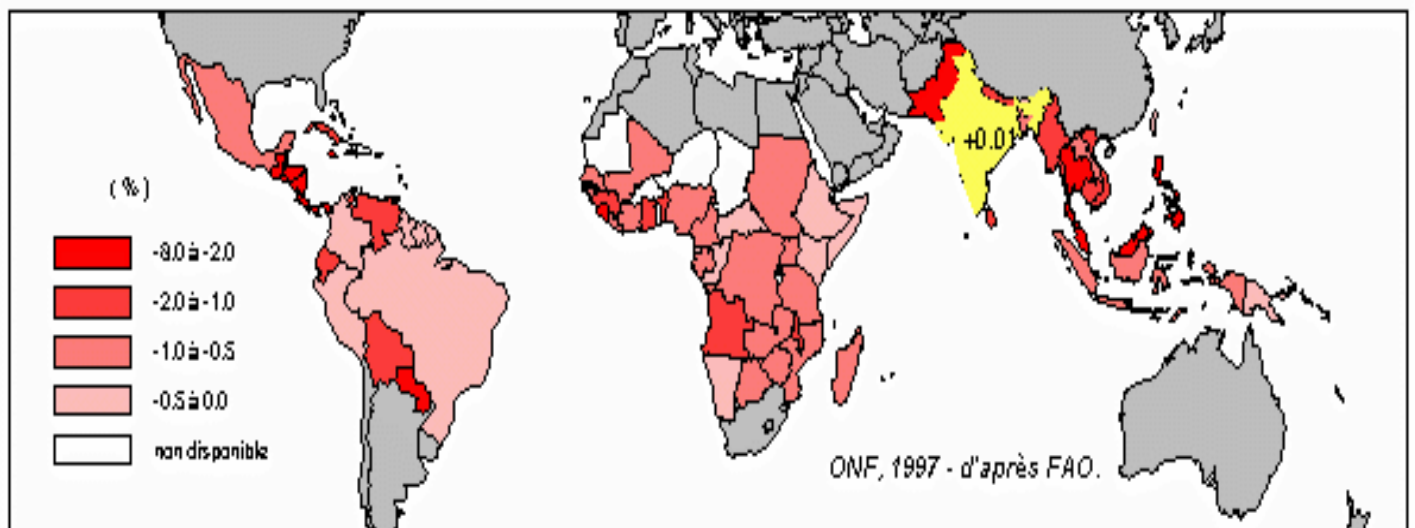 +0.01
( % )
-8.0 à -2.0
-2.0 à -1.0
-1.0 à -0.5
-0.5 à 0.0
non disponible
ONF, 1997 - d'après FAO.